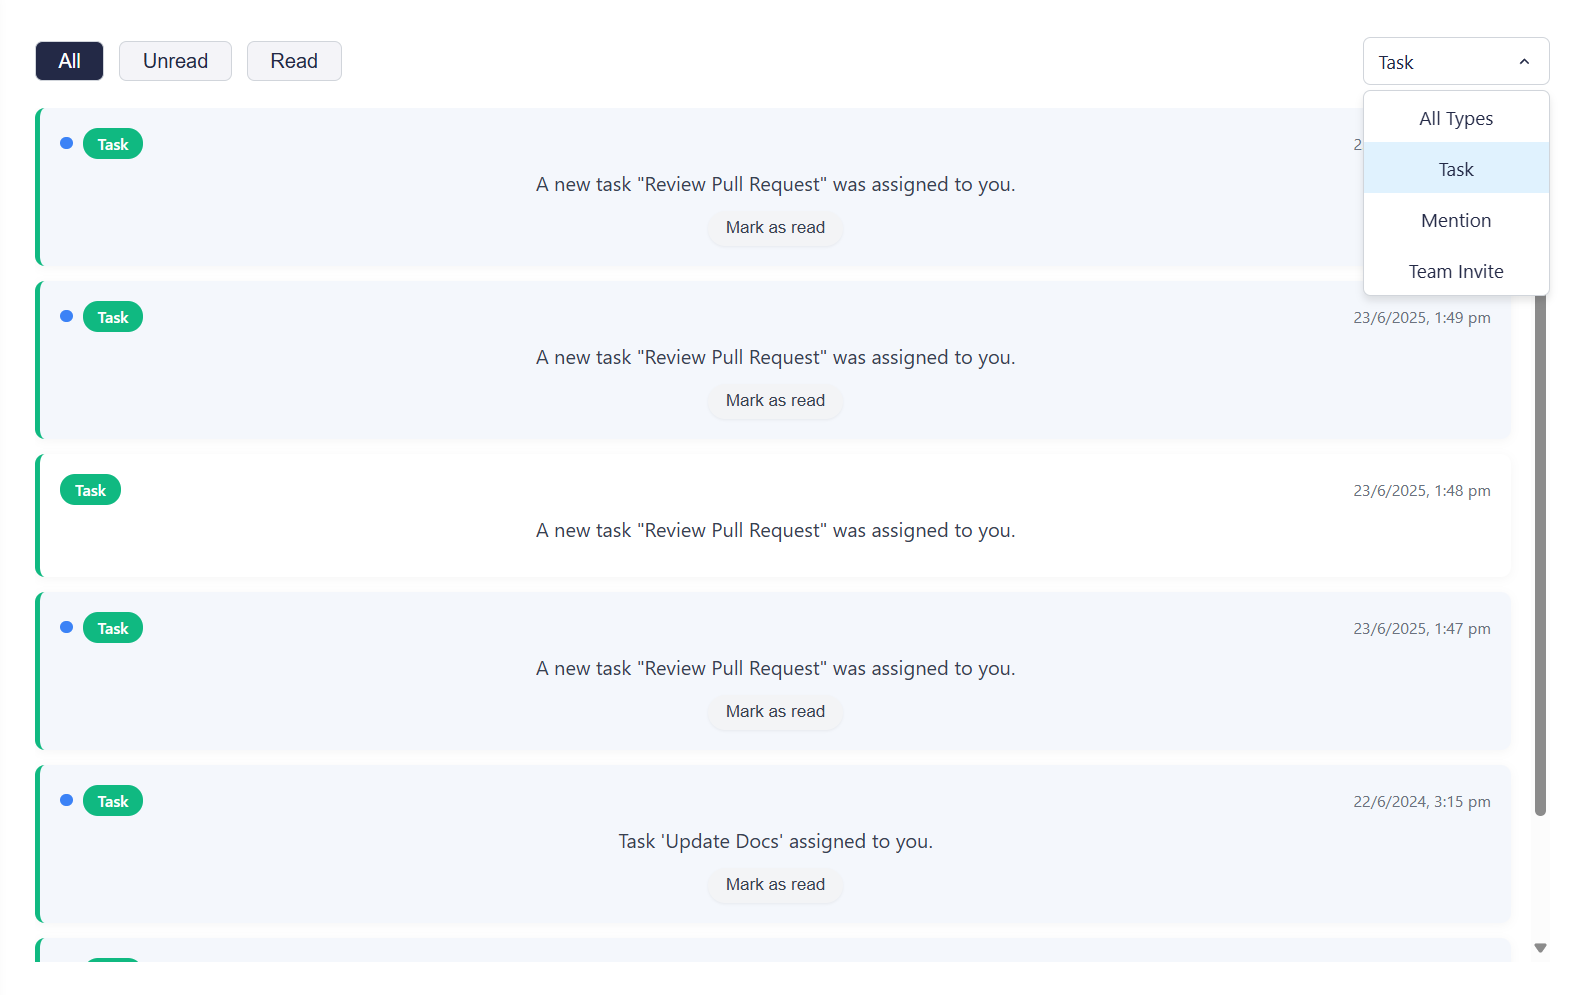 All Unread Read Task
All Types
Task
Mention
Team Invite
Task 2
A new task "Review Pull Request" was assigned to you.
Mark as read
Task 23/6/2025, 1:49 pm
A new task "Review Pull Request" was assigned to you.
Mark as read
Task 23/6/2025, 1:48 pm
A new task "Review Pull Request" was assigned to you.
Task 23/6/2025, 1:47 pm
A new task "Review Pull Request" was assigned to you.
Mark as read
Task 22/6/2024, 3:15 pm
Task 'Update Docs' assigned to you.
Mark as read